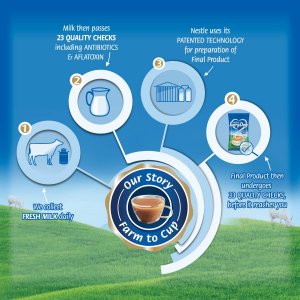 Milk then passes
23 QUALITY CHECKS
including ANTIBIOTICS
& AFLATOXIN
Nestle uses its
PATENTED TECHNOLOGY
for preparation of
Final Product
1
2
3
4
We collect
FRESH MILK daily
Final Product then
undergoes
33 QUALITY CHECKS,
before it reaches you
Our Story
Farm to Cup